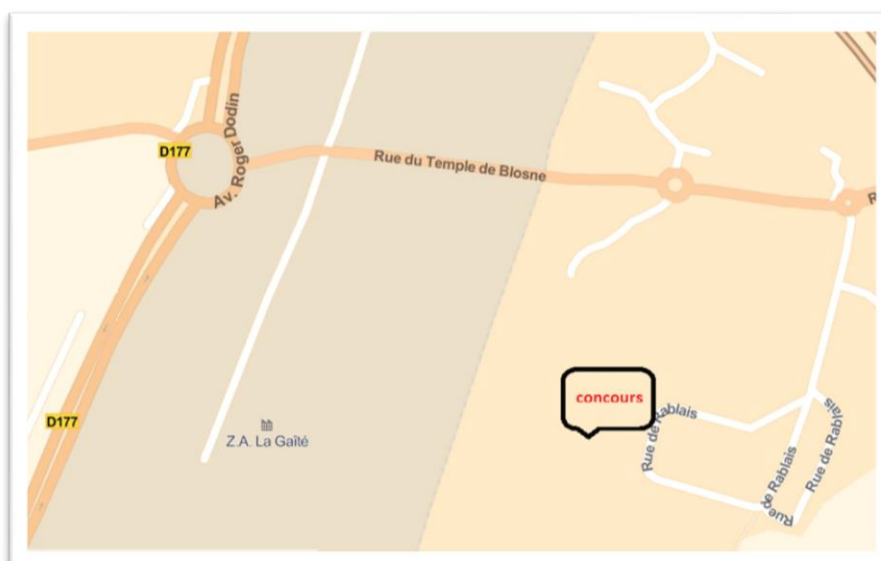 Av. Roger Dodin
D177
Rue du Temple de Blosne
R
concours
Rue de Rablais
Rue de Rablais
Rue de Rablais
Rue
D177
Z.A. La Gaîté